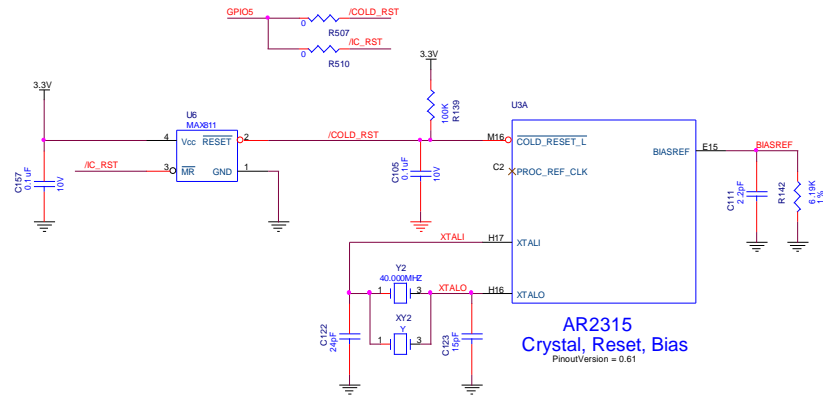 GPIO5
/COLD_RST
0
R507
/IC_RST
0
R510
3.3V
3.3V
100K
R139
U6
MAX811
U3A
4
Vcc
RESET
2
/COLD_RST
M16
COLD_RESET_L
/IC_RST
3
MR
GND
1
C2
PROC_REF_CLK
BIASREF
E15
BIASREF
C157
0.1uF
10V
C105
0.1uF
10V
C111
2.2pF
R142
6.19K
1%
XTALI
H17
XTALI
Y2
40.000MHZ
1
3
XTALO
H16
XTALO
XY2
Y
1
3
C122
24pF
C123
15pF
AR2315
Crystal, Reset, Bias
PinoutVersion = 0.61